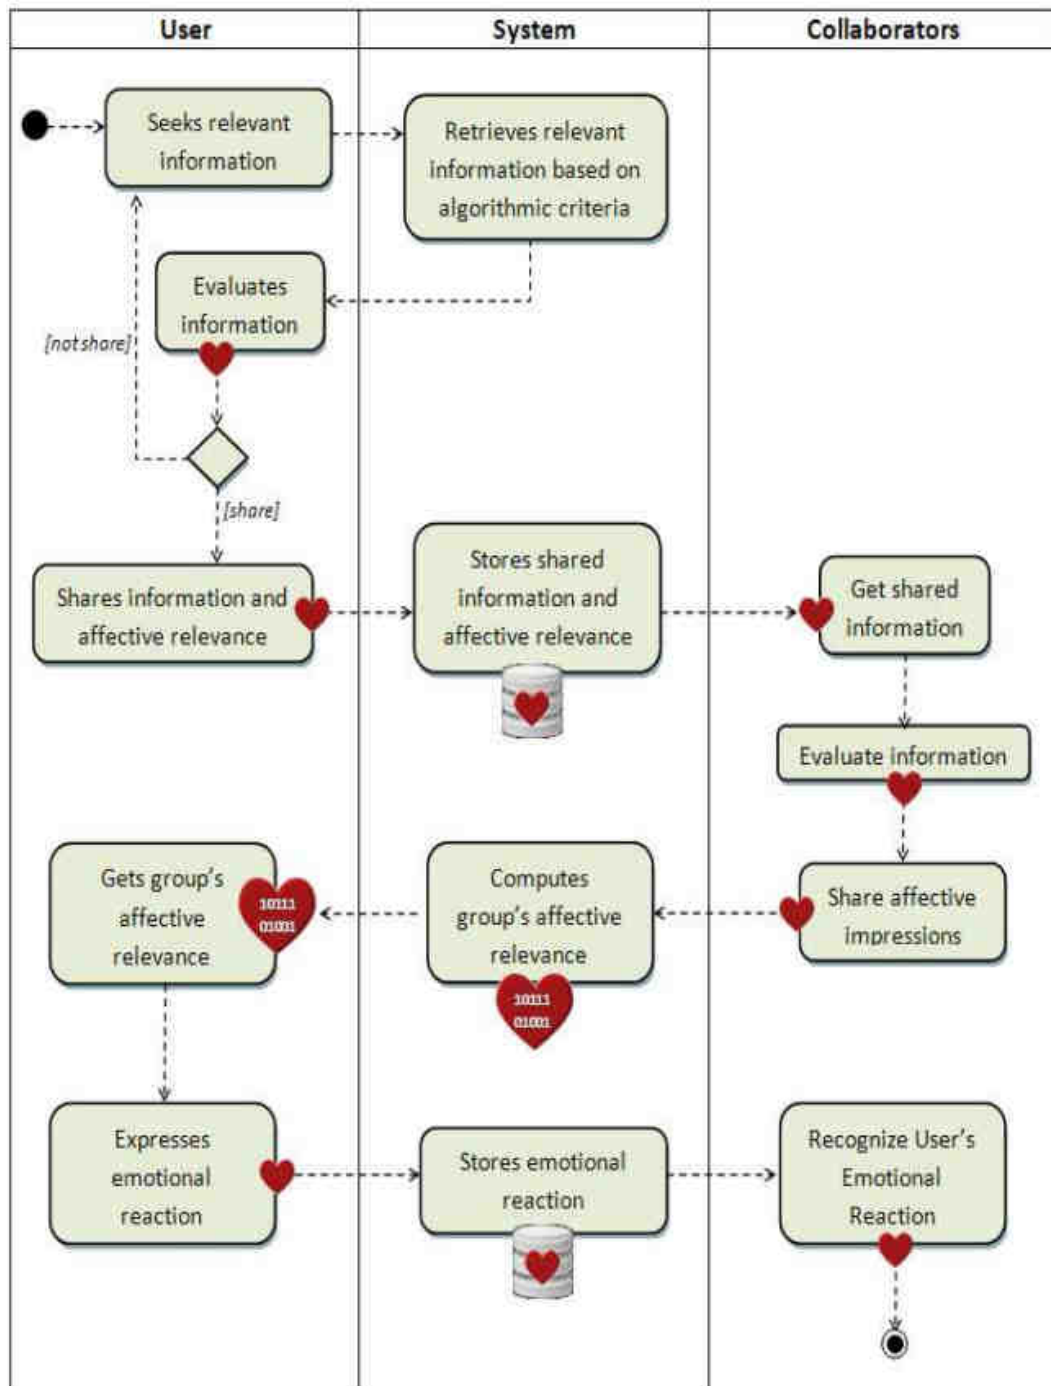 User
System
Collaborators
Seeks relevant
information
Retrieves relevant
information based on
algorithmic criteria
Evaluates
information
[not share]
[share]
Shares information and
affective relevance
Stores shared
information and
affective relevance
Get shared
information
Evaluate information
Share affective
impressions
Computes
group's affective
relevance
10111
01001
Gets group's
affective
relevance
10111
01001
Expresses
emotional
reaction
Stores emotional
reaction
Recognize User's
Emotional
Reaction